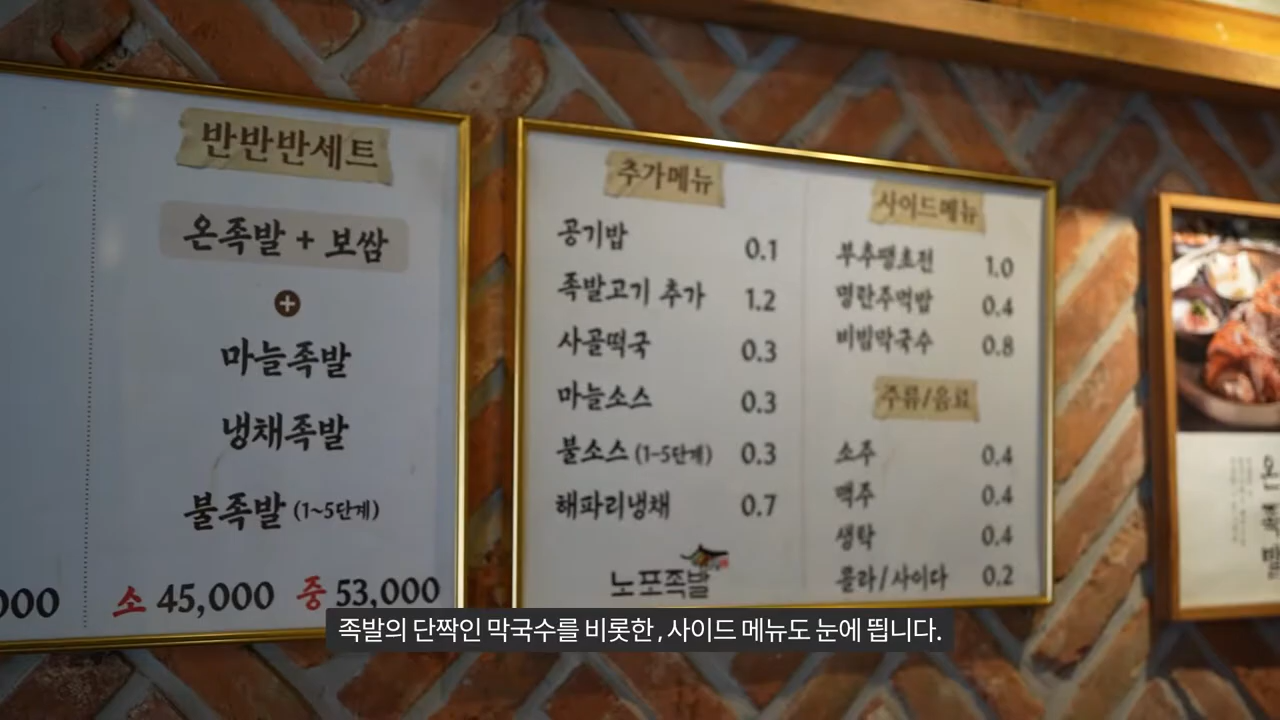 반반반세트
온족발 + 보쌈
+
마늘족발
냉채족발
불족발 (1~5단계)
000
소 45,000 중 53,000
추가메뉴
공기밥 0.1
족발고기 추가 1.2
사골떡국 0.3
마늘소스 0.3
불소스 (1~5단계) 0.3
해파리냉채 0.7
노포족발
사이드메뉴
부추땡초전 1.0
명란주먹밥 0.4
비빔막국수 0.8
주류/음료
소주 0.4
맥주 0.4
생탁 0.4
콜라/사이다 0.2
온족발
족발의 단짝인 막국수를 비롯한, 사이드 메뉴도 눈에 띕니다.